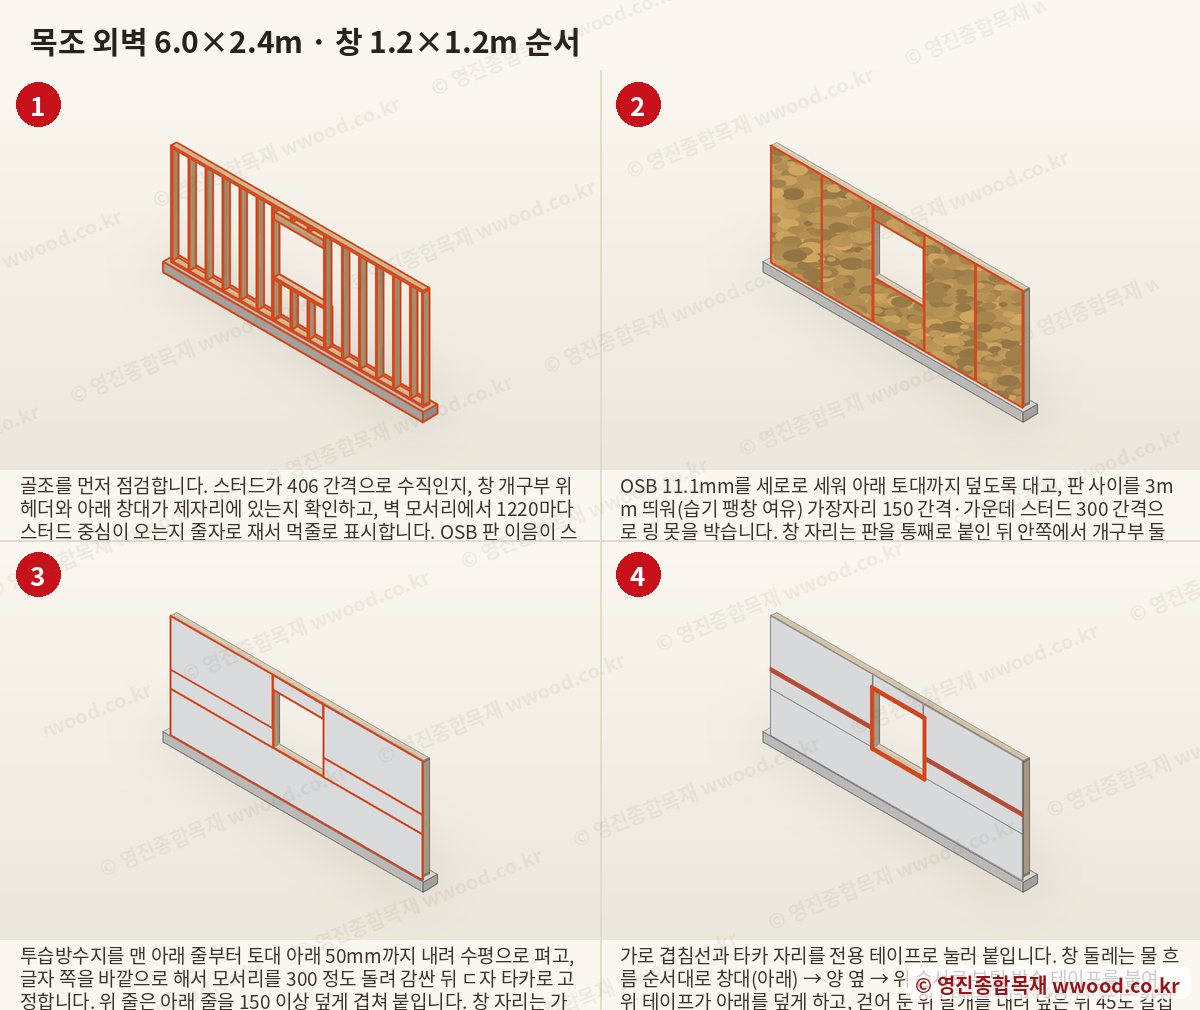 목조 외벽 6.0×2.4m · 창 1.2×1.2m 순서
1
2
골조를 먼저 점검합니다. 스터드가 406 간격으로 수직인지, 창 개구부 위
헤더와 아래 창대가 제자리에 있는지 확인하고, 벽 모서리에서 1220마다
스터드 중심이 오는지 줄자로 재서 먹줄로 표시합니다. OSB 판 이음이 스
OSB 11.1mm를 세로로 세워 아래 토대까지 덮도록 대고, 판 사이를 3m
m 띄워(습기 팽창 여유) 가장자리 150 간격·가운데 스터드 300 간격으
로 링 못을 박습니다. 창 자리는 판을 통째로 붙인 뒤 안쪽에서 개구부 둘
3
4
투습방수지를 맨 아래 줄부터 토대 아래 50mm까지 내려 수평으로 펴고,
글자 쪽을 바깥으로 해서 모서리를 300 정도 돌려 감싼 뒤 ㄷ자 타카로 고
정합니다. 위 줄은 아래 줄을 150 이상 덮게 겹쳐 붙입니다. 창 자리는 가
가로 겹침선과 타카 자리를 전용 테이프로 눌러 붙입니다. 창 둘레는 물 흐
름 순서대로 창대(아래) → 양 옆 → 위
위 테이프가 아래를 덮게 하고, 걷어
© 영진종합목재 wwood.co.kr